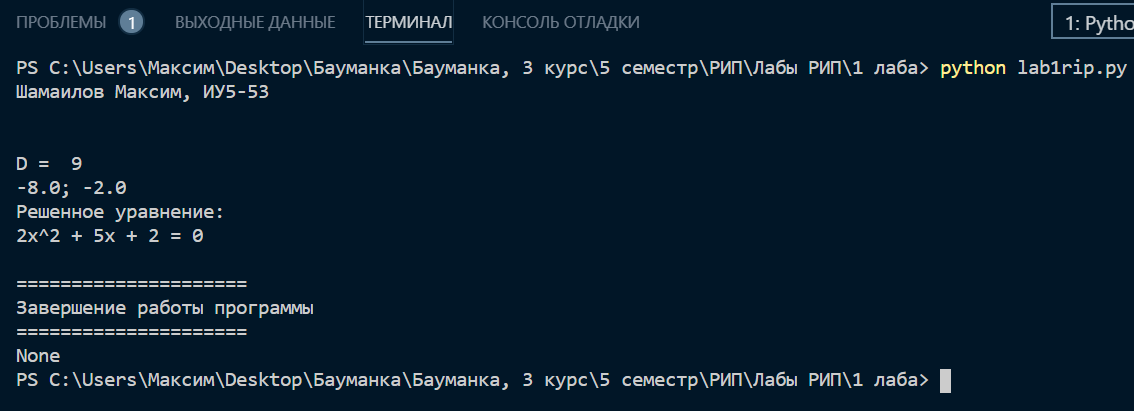 ПРОБЛЕМЫ 1 ВЫХОДНЫЕ ДАННЫЕ ТЕРМИНАЛ КОНСОЛЬ ОТЛАДКИ 1: Pytho
PS C:\Users\Максим\Desktop\Бауманка\Бауманка, 3 курс\5 семестр\РИП\Лабы РИП\1 лаба> python lab1rip.py
Шамаилов Максим, ИУ5-53
D =  9
-8.0; -2.0
Решенное уравнение:
2x^2 + 5x + 2 = 0
=====================
Завершение работы программы
=====================
None
PS C:\Users\Максим\Desktop\Бауманка\Бауманка, 3 курс\5 семестр\РИП\Лабы РИП\1 лаба>